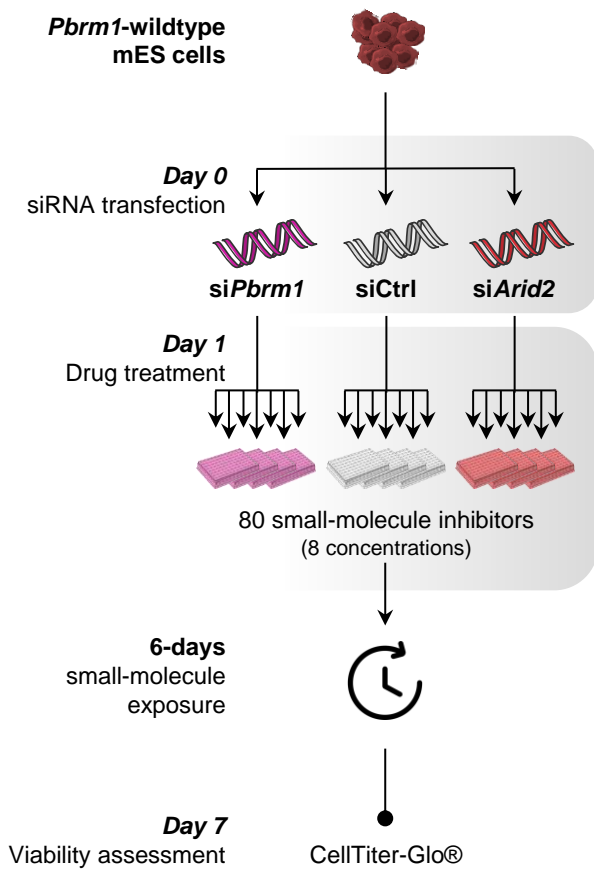 Pbrm1-wildtype
mES cells
Day 0
siRNA transfection
siPbrm1
siCtrl
siArid2
Day 1
Drug treatment
80 small-molecule inhibitors
(8 concentrations)
6-days
small-molecule
exposure
Day 7
Viability assessment
CellTiter-Glo®